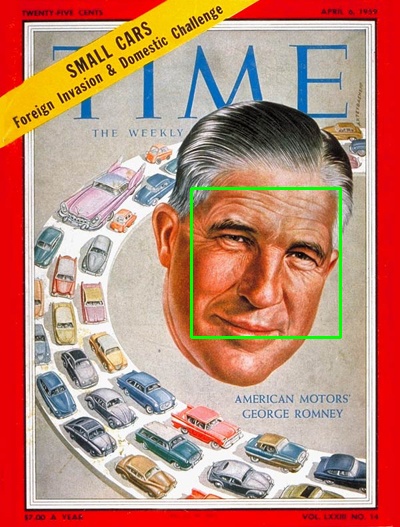 TWENTY-FIVE CENTS
APRIL 6, 1959
SMALL CARS
Foreign Invasion & Domestic Challenge
TIME
THE WEEKLY
AMERICAN MOTORS'
GEORGE ROMNEY
$7.00 A YEAR
VOL. LXXIII NO. 14